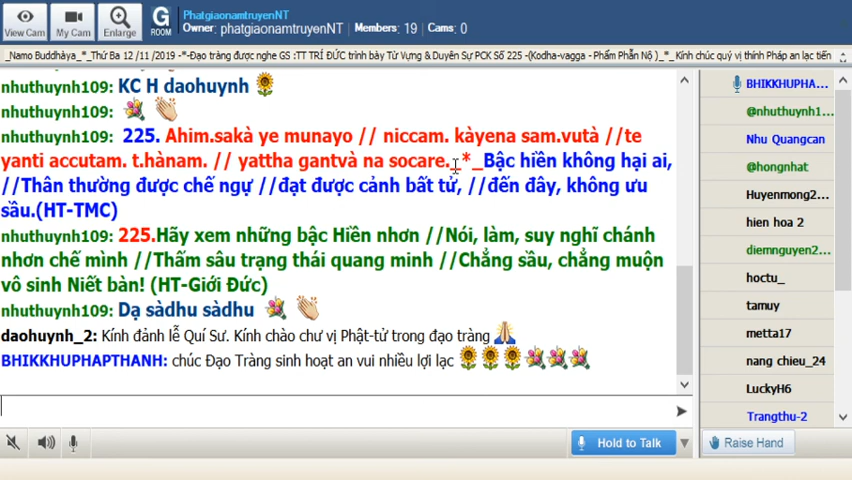 PhatgiaonamtruyenNT
Owner: phatgiaonamtruyenNT Members: 19 Cams: 0
View Cam
My Cam
Enlarge
G
ROOM
_Namo Buddhàya_*_Thứ Ba 12 /11 /2019 -*-Đạo tràng được nghe GS :TT TRÍ ĐỨC trình bày Từ Vựng & Duyên Sự PCK Số 225 -(Kodha-vagga - Phẩm Phẫn Nộ )_*_Kính chúc quý vị thính Pháp an lạc tiến
nhuthuynh109: KC H daohuynh
nhuthuynh109:
nhuthuynh109: 225. Ahim.sakà ye munayo // niccam. kàyena sam.vutà //te
yanti accutam. t.hànam. // yattha gantvà na socare._*_Bậc hiền không hại ai,
//Thân thường được chế ngự //đạt được cảnh bất tử, //đến đây, không ưu
sầu.(HT-TMC)
nhuthuynh109: 225.Hãy xem những bậc Hiền nhơn //Nói, làm, suy nghĩ chánh
nhơn chế mình //Thấm sâu trạng thái quang minh //Chẳng sầu, chẳng muộn
vô sinh Niết bàn! (HT-Giới Đức)
nhuthuynh109: Dạ sàdhu sàdhu
daohuynh_2: Kính đảnh lễ Quí Sư. Kính chào chư vị Phật-tử trong đạo tràng
BHIKKHUPHAPTHANH: chúc Đạo Tràng sinh hoạt an vui nhiều lợi lạc
BHIKKHUPHA...
@nhuthuynh1...
Nhu Quangcan
@hongnhat
Huyenmong2...
hien hoa 2
diemnguyen2...
hoctu_
tamuy
metta17
nang chieu_24
LuckyH6
Trangthu-2
Hold to Talk
Raise Hand